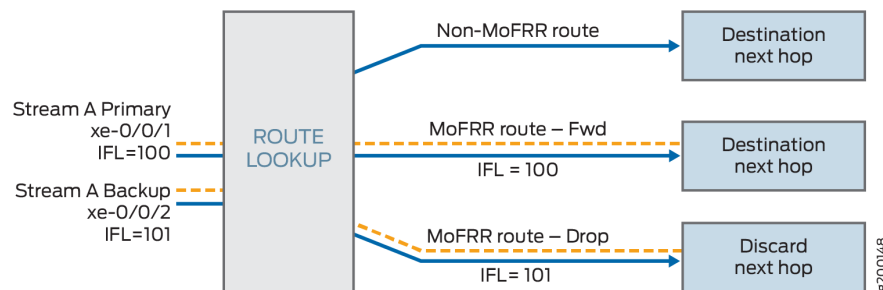 Non-MoFRR route
Destination
next hop
Stream A Primary
xe-0/0/1
IFL=100
Stream A Backup
xe-0/0/2
IFL=101
ROUTE
LOOKUP
MoFRR route – Fwd
IFL = 100
Destination
next hop
MoFRR route – Drop
IFL= 101
Discard
next hop
g200148